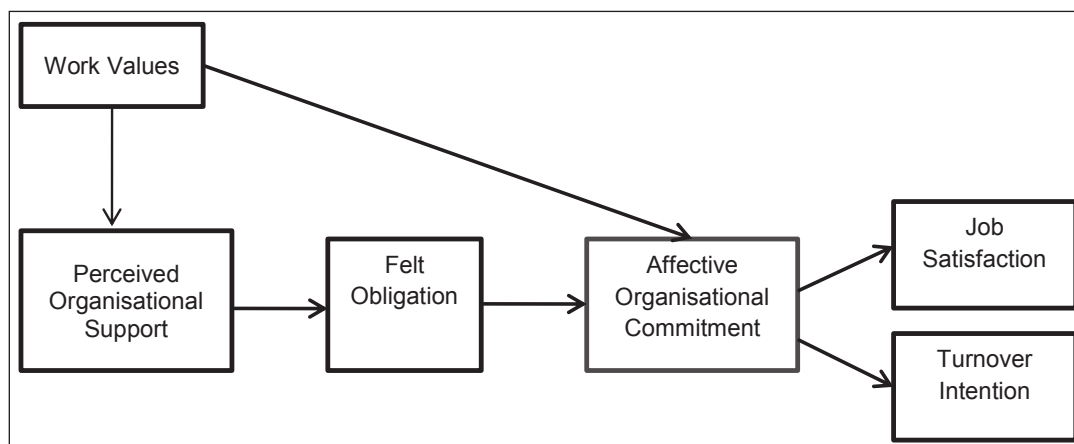 Work Values
Perceived
Organisational
Support
Felt
Obligation
Affective
Organisational
Commitment
Job
Satisfaction
Turnover
Intention